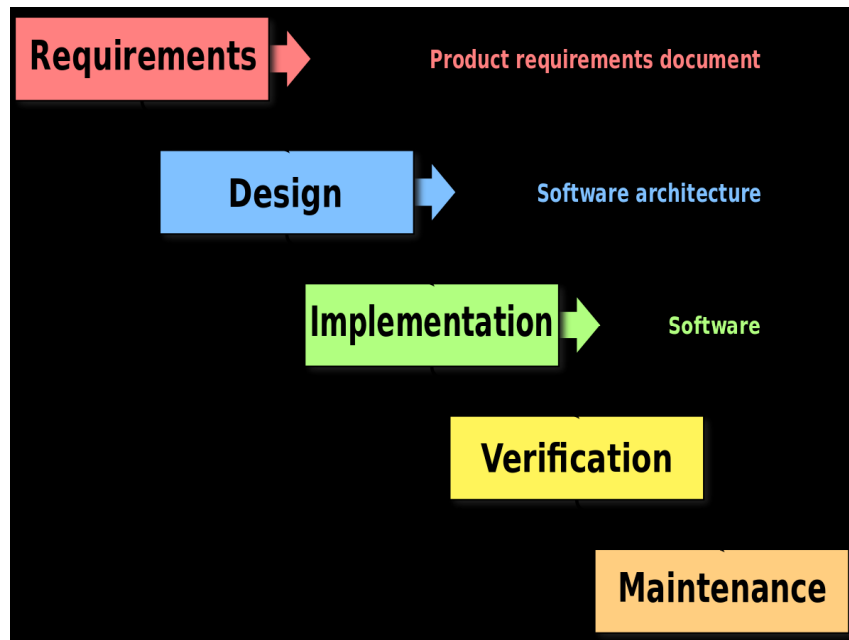 Requirements
Product requirements document
Design
Software architecture
Implementation
Software
Verification
Maintenance